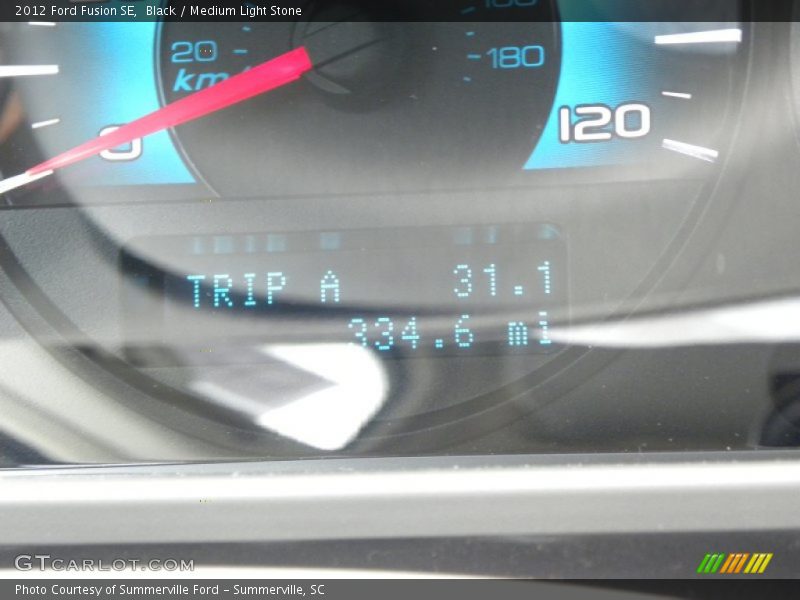 2012 Ford Fusion SE,  Black / Medium Light Stone
20
180
km
0
120
TRIP A 31.1
334.6 mi
GTCARLOT.COM
Photo Courtesy of Summerville Ford – Summerville, SC